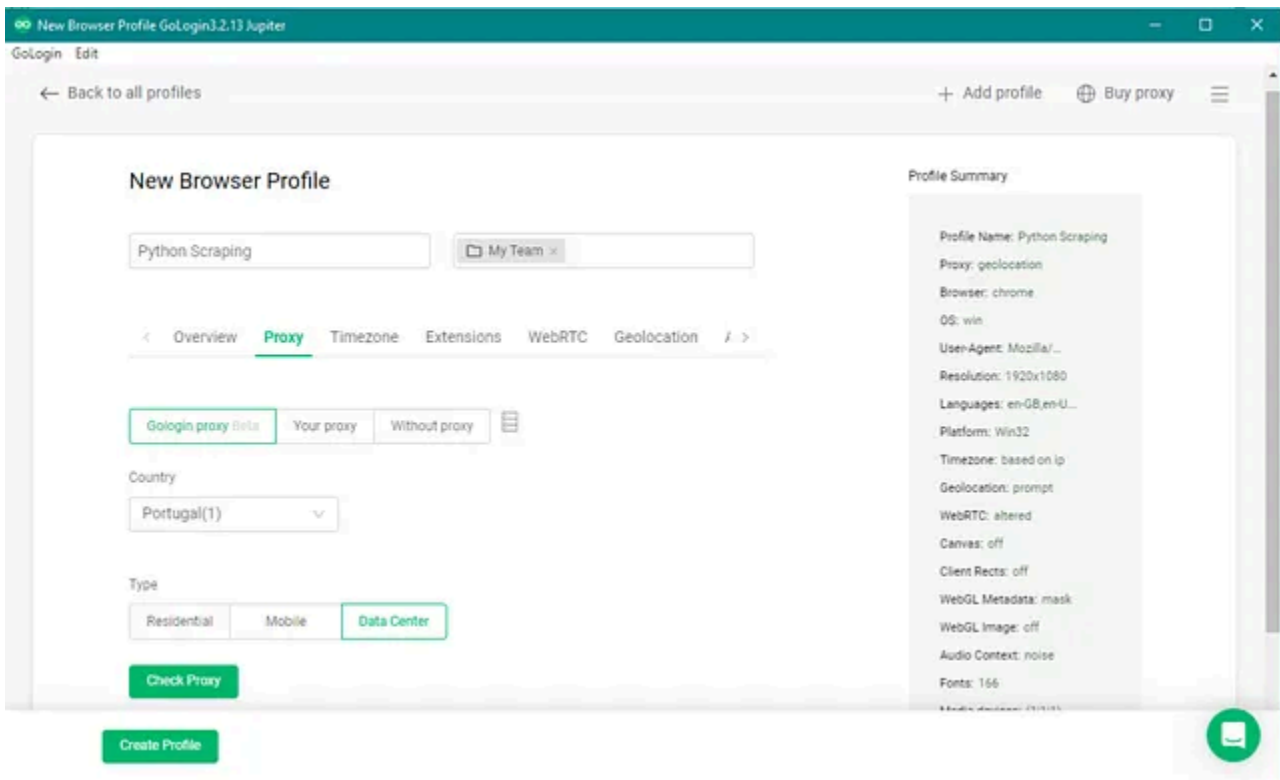 New Browser Profile GoLogin3.2.13 Jupiter
GoLogin Edit
Back to all profiles
Add profile
Buy proxy
New Browser Profile
Python Scraping
My Team ×
Overview Proxy Timezone Extensions WebRTC Geolocation
Gologin proxy Beta Your proxy Without proxy
Country
Portugal(1)
Type
Residential Mobile Data Center
Check Proxy
Create Profile
Profile Summary
Profile Name: Python Scraping
Proxy: geolocation
Browser: chrome
OS: win
User-Agent: Mozilla/...
Resolution: 1920x1080
Languages: en-GB,en-U...
Platform: Win32
Timezone: based on ip
Geolocation: prompt
WebRTC: altered
Canvas: off
Client Rects: off
WebGL Metadata: mask
WebGL Image: off
Audio Context: noise
Fonts: 166